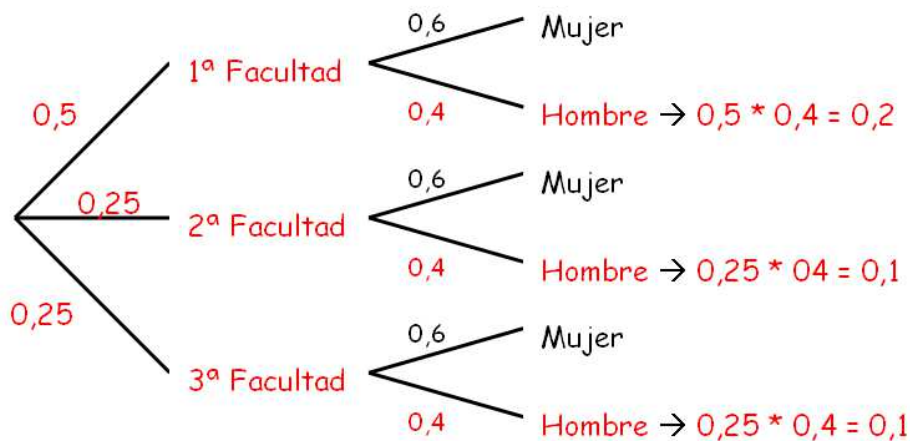 0,6 Mujer
1ª Facultad
0,5
0,4 Hombre → 0,5 * 0,4 = 0,2
0,6 Mujer
0,25
2ª Facultad
0,4 Hombre → 0,25 * 04 = 0,1
0,25
0,6 Mujer
3ª Facultad
0,4 Hombre → 0,25 * 0,4 = 0,1